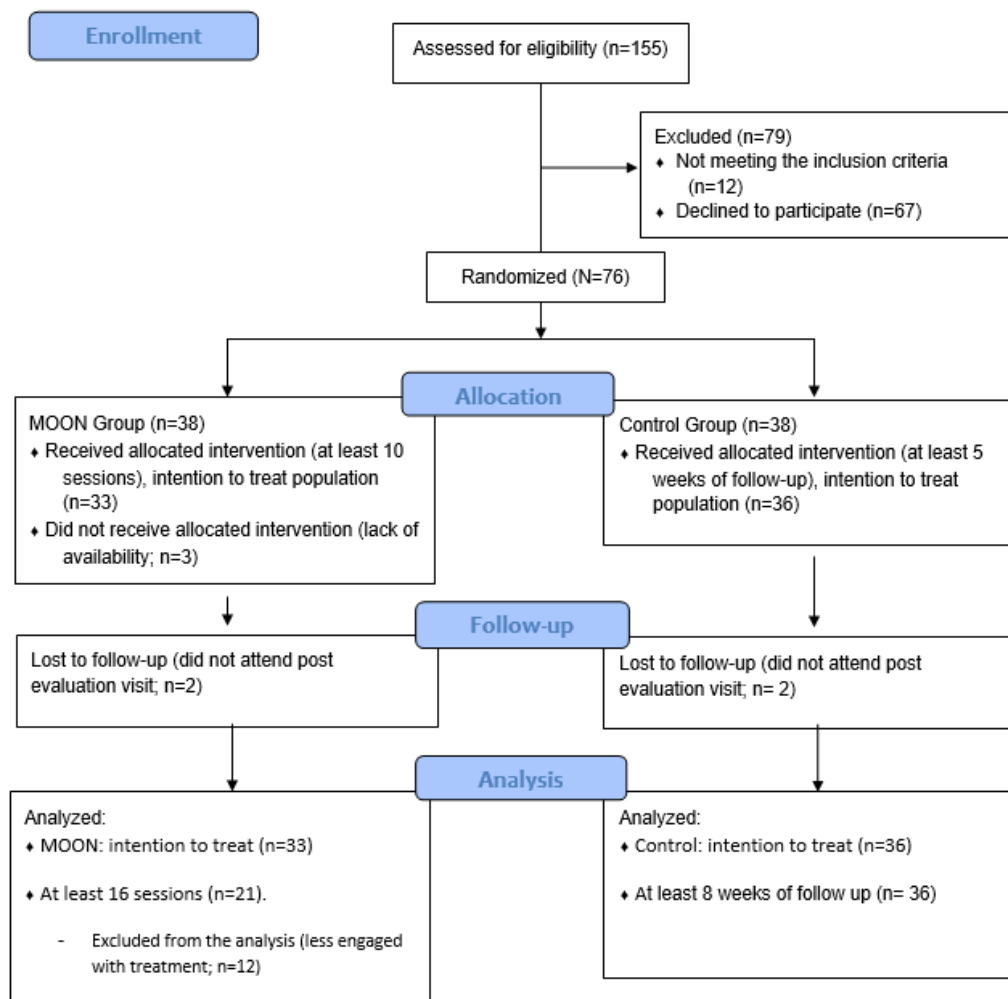 Enrollment
Assessed for eligibility (n=155)
Excluded (n=79)
♦ Not meeting the inclusion criteria
(n=12)
♦ Declined to participate (n=67)
Randomized (N=76)
Allocation
MOON Group (n=38)
♦ Received allocated intervention (at least 10
sessions), intention to treat population
(n=33)
♦ Did not receive allocated intervention (lack of
availability; n=3)
Control Group (n=38)
♦ Received allocated intervention (at least 5
weeks of follow-up), intention to treat
population (n=36)
Follow-up
Lost to follow-up (did not attend post
evaluation visit; n=2)
Lost to follow-up (did not attend post
evaluation visit; n= 2)
Analysis
Analyzed:
♦ MOON: intention to treat (n=33)
♦ At least 16 sessions (n=21).
- Excluded from the analysis (less engaged
with treatment; n=12)
Analyzed:
♦ Control: intention to treat (n=36)
♦ At least 8 weeks of follow up (n= 36)